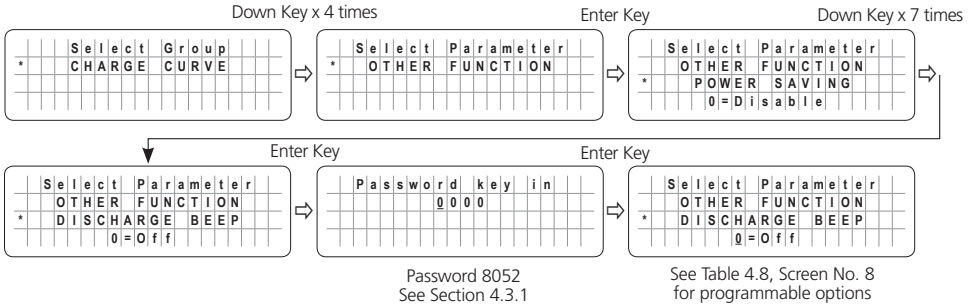 Down Key x 4 times
Enter Key
Down Key x 7 times
Select Group
* CHARGE CURVE
Select Parameter
* OTHER FUNCTION
Select Parameter
OTHER FUNCTION
* POWER SAVING
0=Disable
Enter Key
Enter Key
Select Parameter
OTHER FUNCTION
* DISCHARGE BEEP
0=Off
Password key in
0000
Select Parameter
OTHER FUNCTION
* DISCHARGE BEEP
0=Off
Password 8052
See Section 4.3.1
See Table 4.8, Screen No. 8
for programmable options